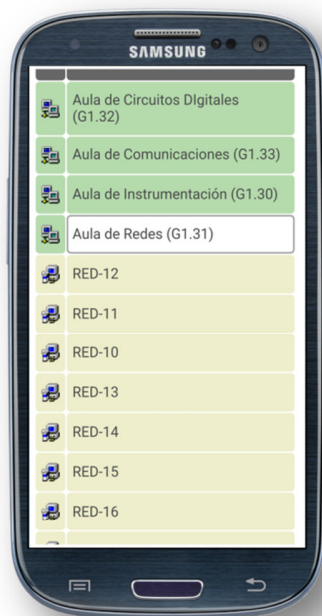 SAMSUNG
Aula de Circuitos DIgitales
(G1.32)
Aula de Comunicaciones (G1.33)
Aula de Instrumentación (G1.30)
Aula de Redes (G1.31)
RED-12
RED-11
RED-10
RED-13
RED-14
RED-15
RED-16